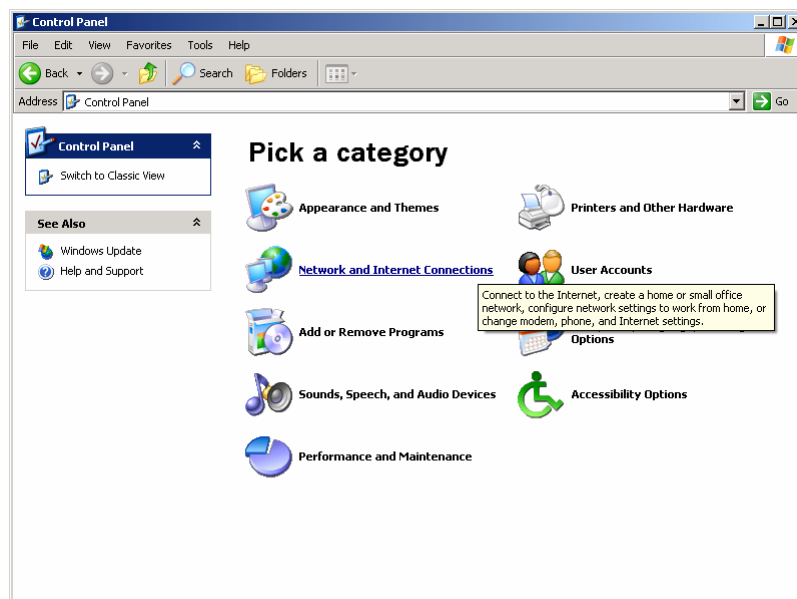 Control Panel
File Edit View Favorites Tools Help
Back Search Folders
Address Control Panel Go
Control Panel
Switch to Classic View
See Also
Windows Update
Help and Support
Pick a category
Appearance and Themes
Printers and Other Hardware
Network and Internet Connections
User Accounts
Connect to the Internet, create a home or small office
network, configure network settings to work from home, or
change modem, phone, and Internet settings.
Add or Remove Programs
Options
Sounds, Speech, and Audio Devices
Accessibility Options
Performance and Maintenance